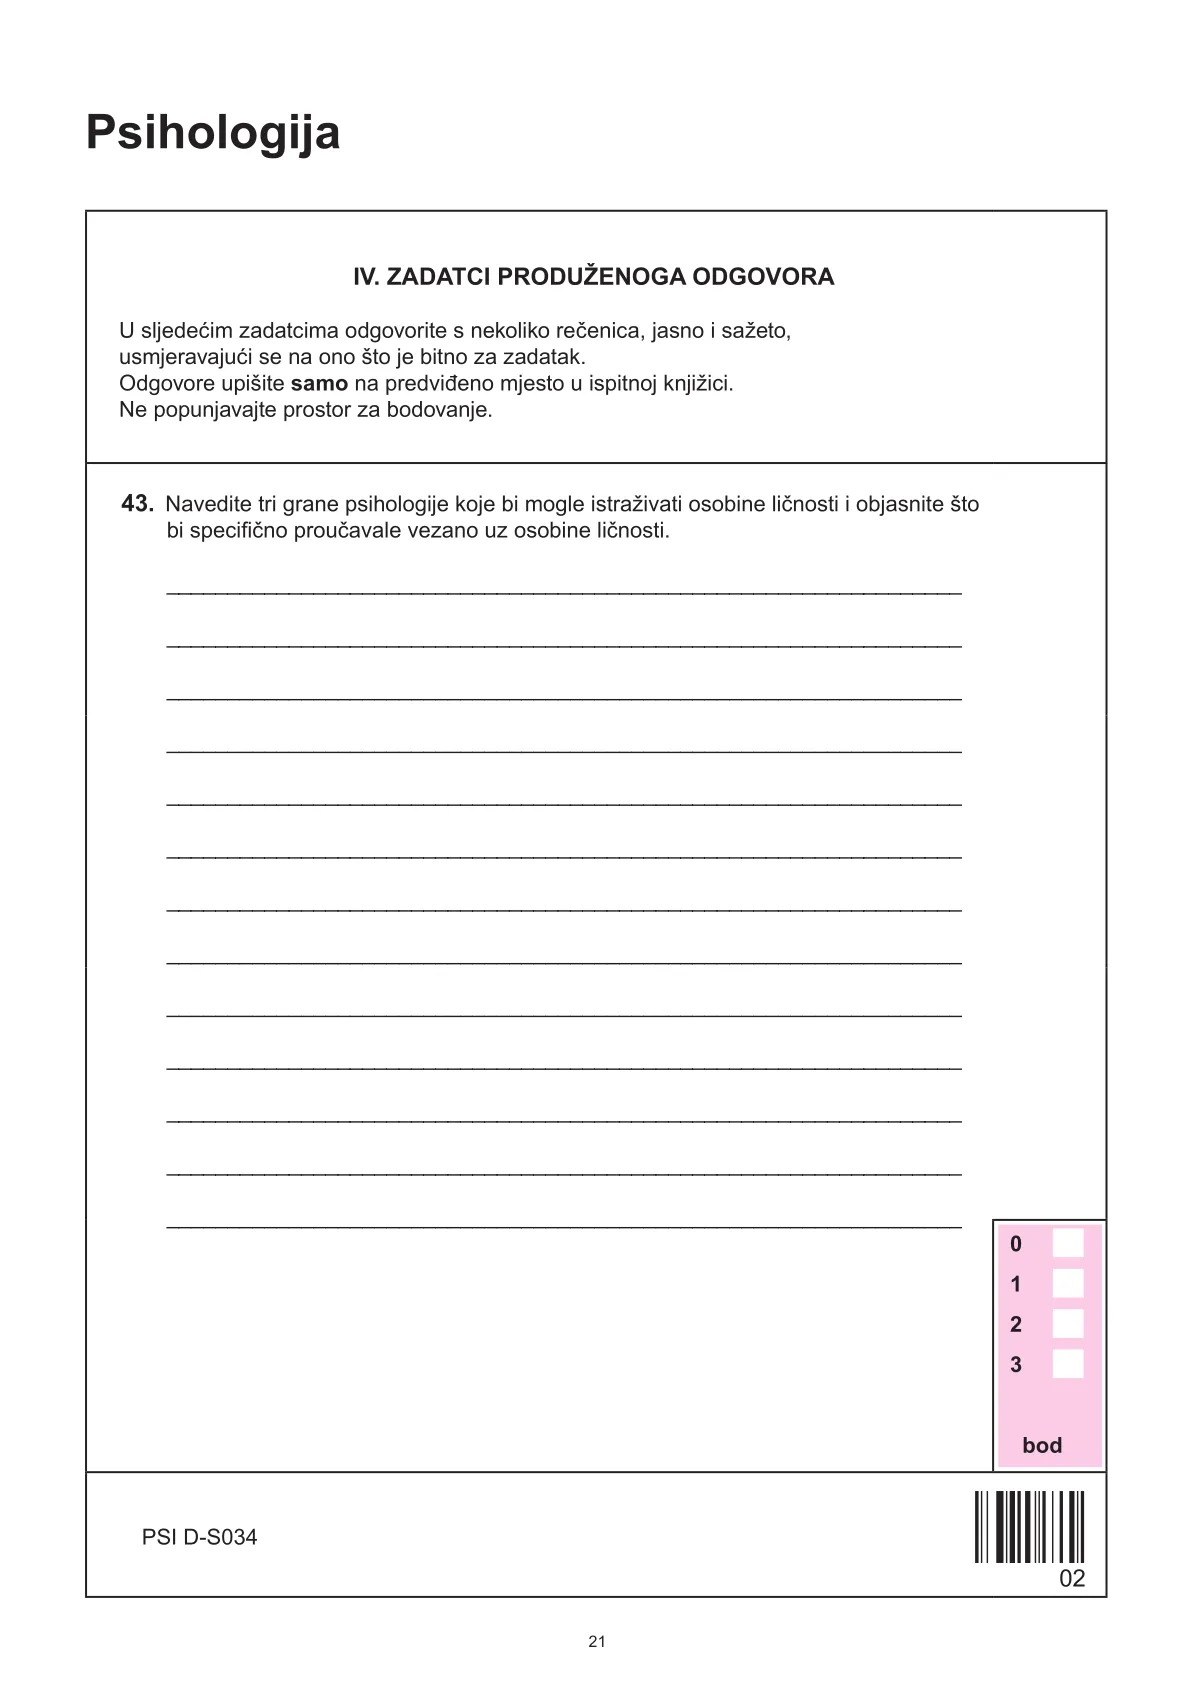 Psihologija
IV. ZADATCI PRODUŽENOGA ODGOVORA
U sljedećim zadatcima odgovorite s nekoliko rečenica, jasno i sažeto,
usmjeravajući se na ono što je bitno za zadatak.
Odgovore upišite samo na predviđeno mjesto u ispitnoj knjižici.
Ne popunjavajte prostor za bodovanje.
43. Navedite tri grane psihologije koje bi mogle istraživati osobine ličnosti i objasnite što
bi specifično proučavale vezano uz osobine ličnosti.
0
1
2
3
bod
PSI D-S034
02
21